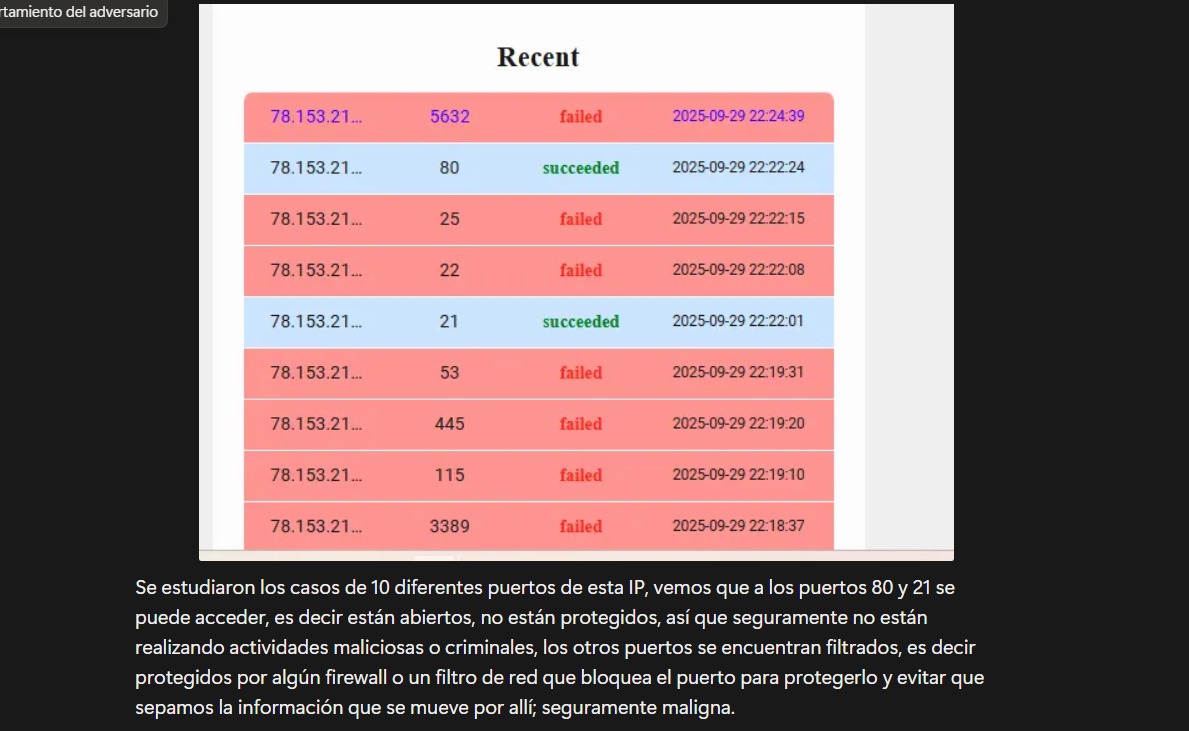 rtamiento del adversario
Recent
78.153.21... 5632 failed 2025-09-29 22:24:39
78.153.21... 80 succeeded 2025-09-29 22:22:24
78.153.21... 25 failed 2025-09-29 22:22:15
78.153.21... 22 failed 2025-09-29 22:22:08
78.153.21... 21 succeeded 2025-09-29 22:22:01
78.153.21... 53 failed 2025-09-29 22:19:31
78.153.21... 445 failed 2025-09-29 22:19:20
78.153.21... 115 failed 2025-09-29 22:19:10
78.153.21... 3389 failed 2025-09-29 22:18:37
Se estudiaron los casos de 10 diferentes puertos de esta IP, vemos que a los puertos 80 y 21 se
puede acceder, es decir están abiertos, no están protegidos, así que seguramente no están
realizando actividades maliciosas o criminales, los otros puertos se encuentran filtrados, es decir
protegidos por algún firewall o un filtro de red que bloquea el puerto para protegerlo y evitar que
sepamos la información que se mueve por allí; seguramente maligna.